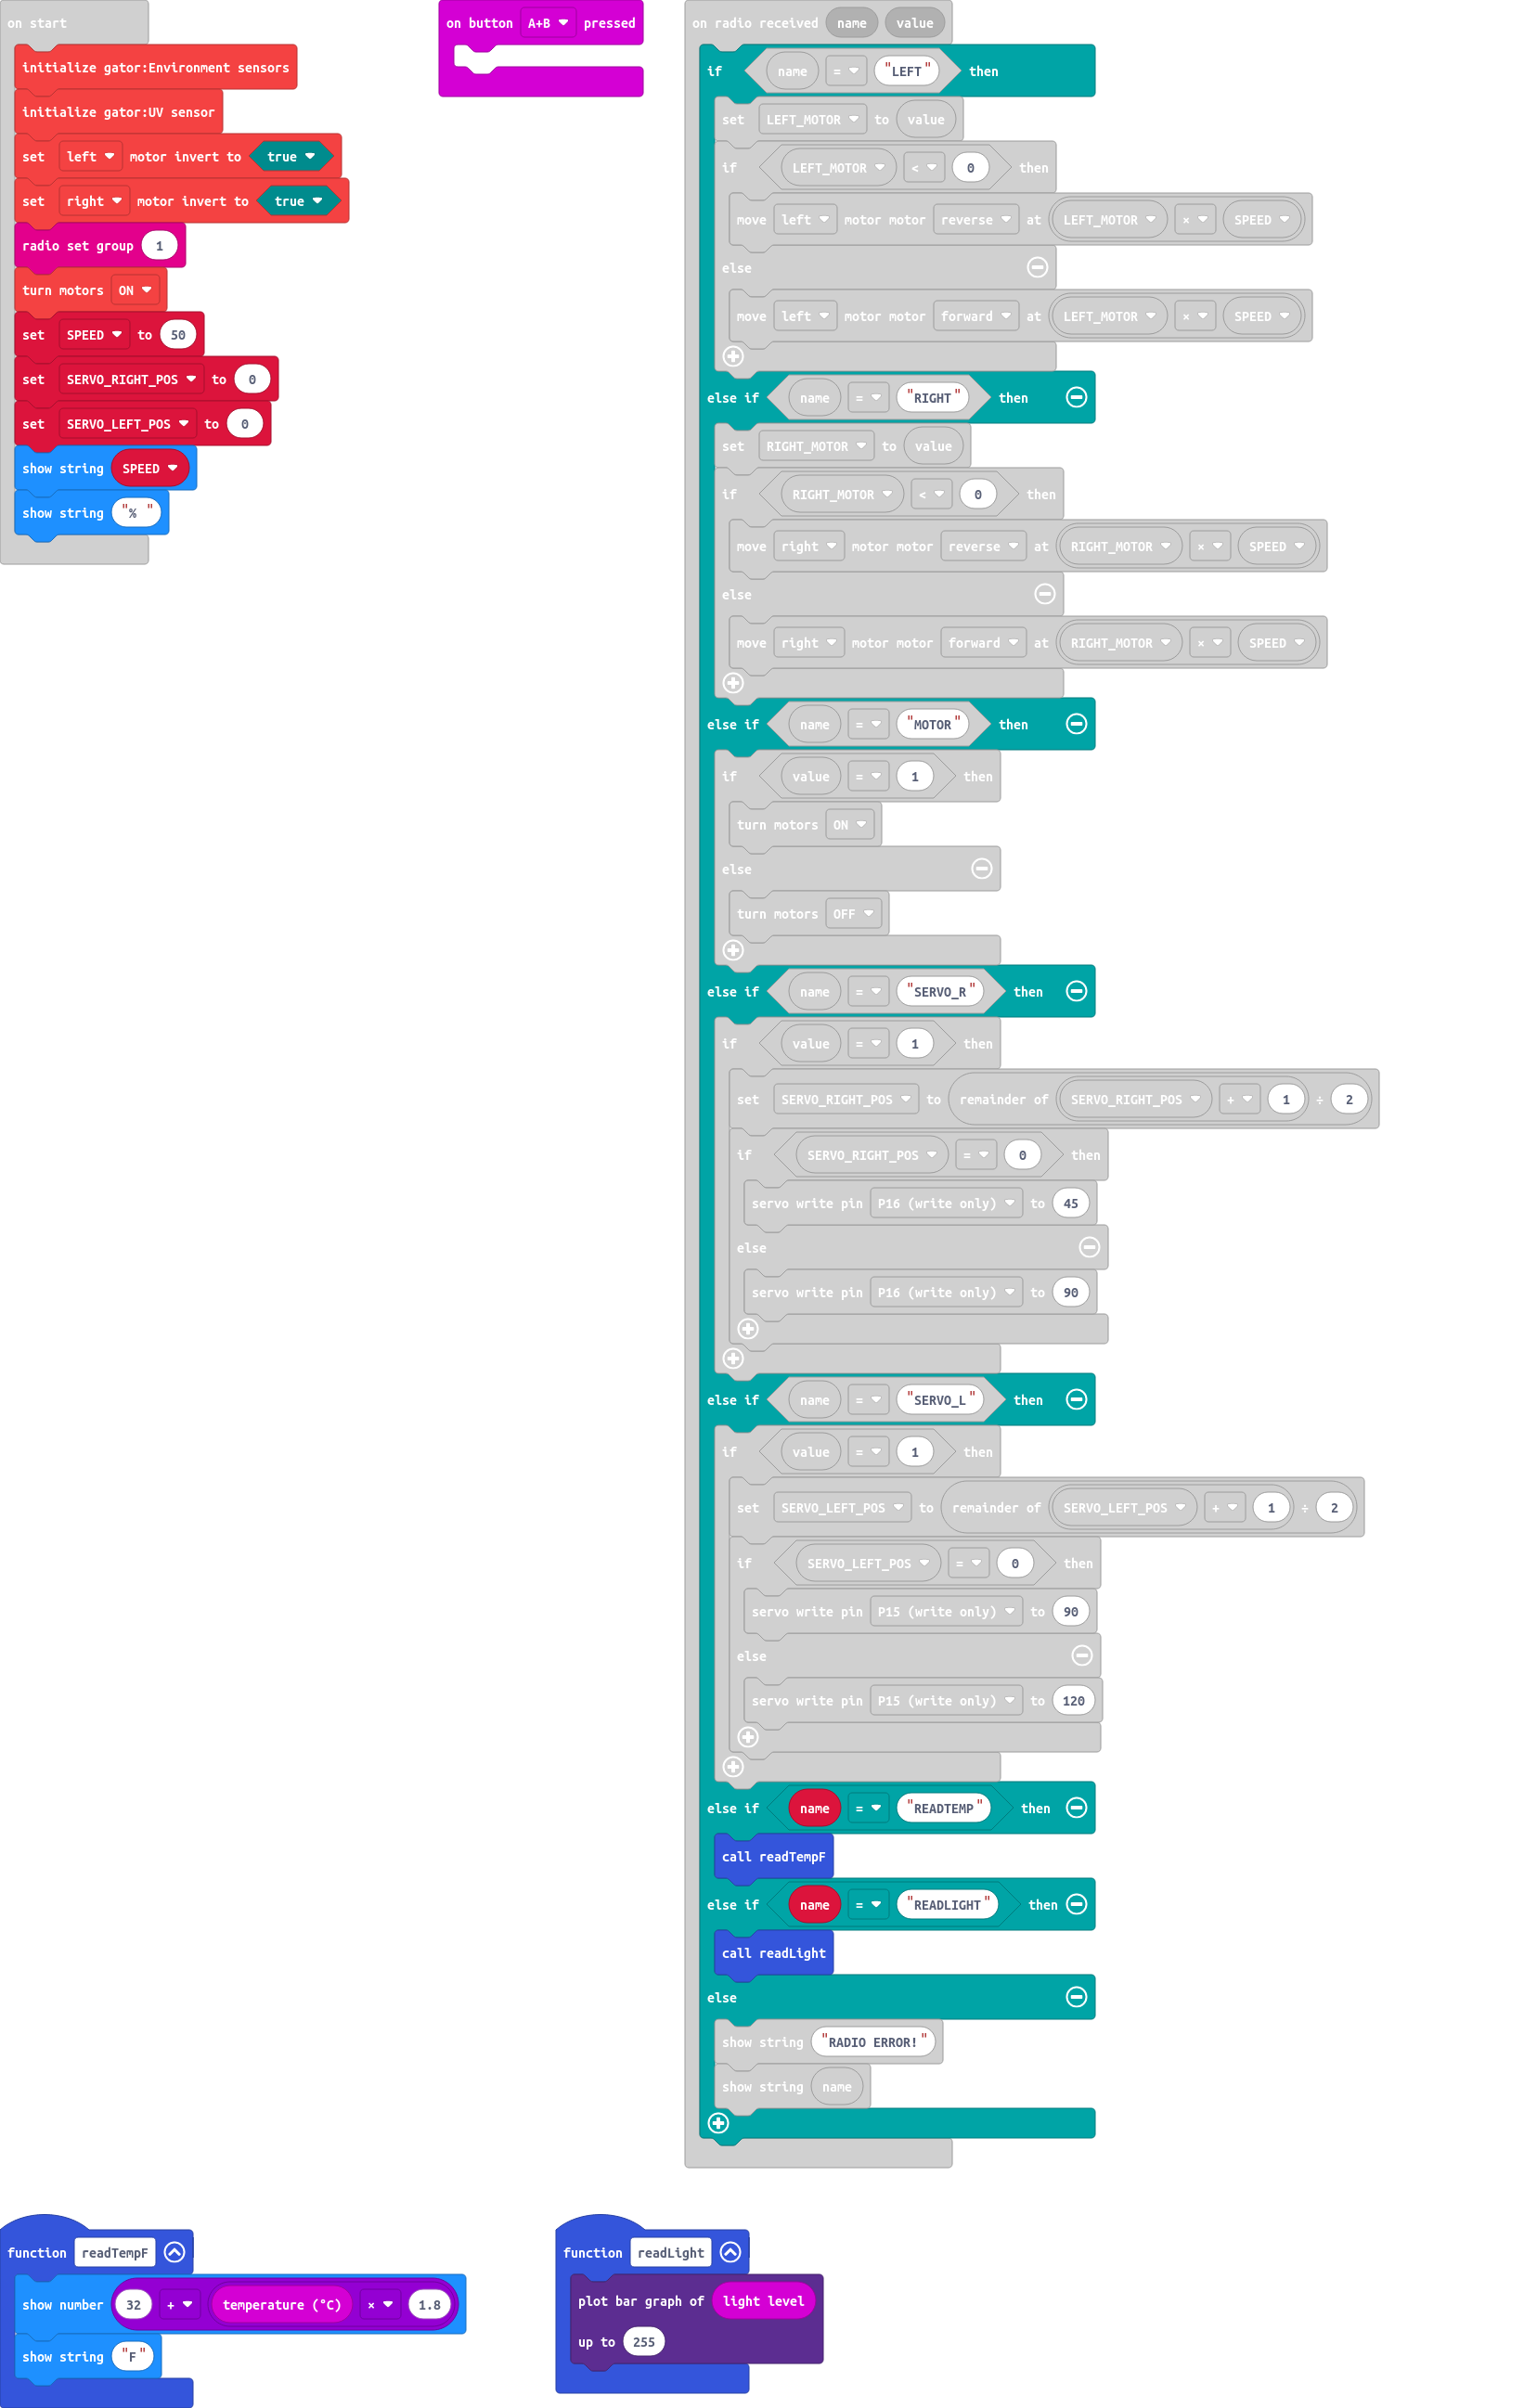 on start
initialize gator:Environment sensors
initialize gator:UV sensor
set left motor invert to true
set right motor invert to true
radio set group 1
turn motors ON
set SPEED to 50
set SERVO_RIGHT_POS to 0
set SERVO_LEFT_POS to 0
show string SPEED
show string "% "
on button A+B pressed
on radio received name value
if name = "LEFT" then
set LEFT_MOTOR to value
if LEFT_MOTOR < 0 then
move left motor motor reverse at LEFT_MOTOR × SPEED
else
move left motor motor forward at LEFT_MOTOR × SPEED
else if name = "RIGHT" then
set RIGHT_MOTOR to value
if RIGHT_MOTOR < 0 then
move right motor motor reverse at RIGHT_MOTOR × SPEED
else
move right motor motor forward at RIGHT_MOTOR × SPEED
else if name = "MOTOR" then
if value = 1 then
turn motors ON
else
turn motors OFF
else if name = "SERVO_R" then
if value = 1 then
set SERVO_RIGHT_POS to remainder of SERVO_RIGHT_POS + 1 ÷ 2
if SERVO_RIGHT_POS = 0 then
servo write pin P16 (write only) to 45
else
servo write pin P16 (write only) to 90
else if name = "SERVO_L" then
if value = 1 then
set SERVO_LEFT_POS to remainder of SERVO_LEFT_POS + 1 ÷ 2
if SERVO_LEFT_POS = 0 then
servo write pin P15 (write only) to 90
else
servo write pin P15 (write only) to 120
else if name = "READTEMP" then
call readTempF
else if name = "READLIGHT" then
call readLight
else
show string "RADIO ERROR!"
show string name
function readTempF
show number 32 + temperature (°C) × 1.8
show string "F"
function readLight
plot bar graph of light level
up to 255